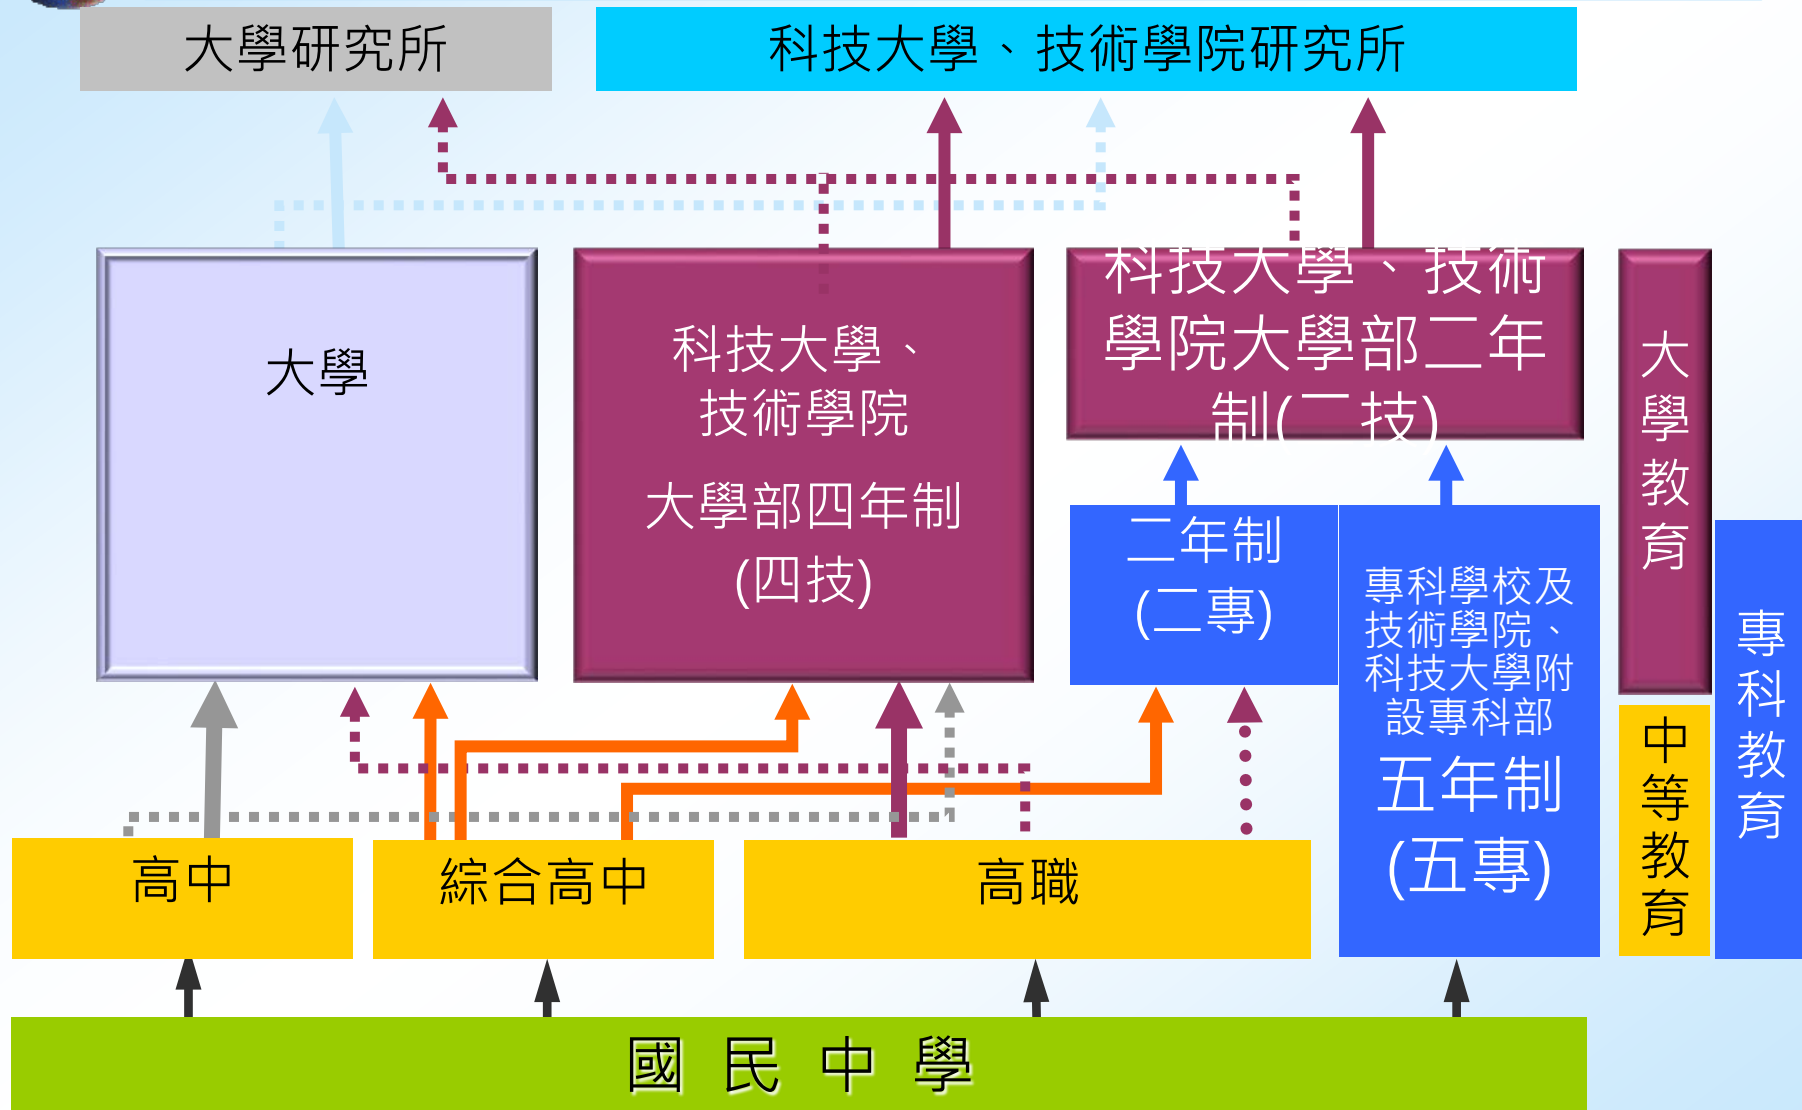 大學研究所
科技大學、技術學院研究所
大學
科技大學、
技術學院
大學部四年制
(四技)
科技大學、技術
學院大學部二年
制(二技)
二年制
(二專)
專科學校及
技術學院、
科技大學附
設專科部
五年制
(五專)
大
學
教
育
中
等
教
育
專
科
教
育
高中
綜合高中
高職
國民中學